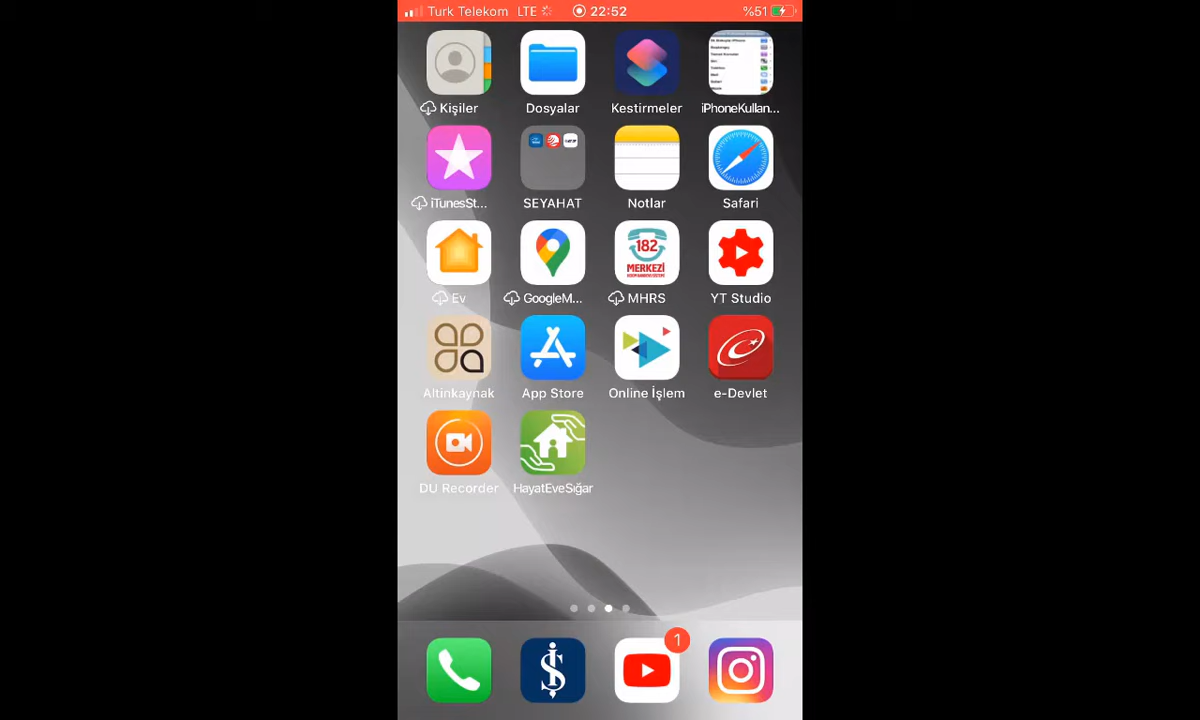 Turk Telekom LTE 22:52 %51
Kişiler Dosyalar Kestirmeler iPhoneKullan...
iTunesSt... SEYAHAT Notlar Safari
182
MERKEZİ
Ev GoogleM... MHRS YT Studio
Altinkaynak App Store Online İşlem e-Devlet
DU Recorder HayatEveSığar
1